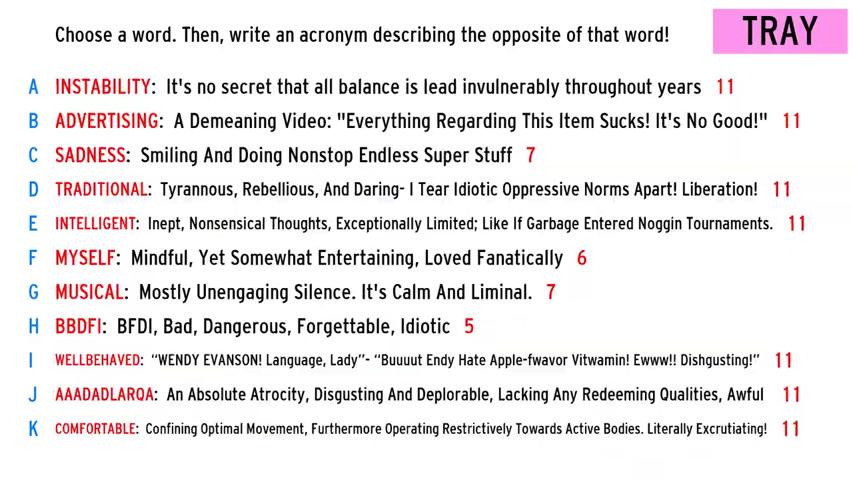 Choose a word. Then, write an acronym describing the opposite of that word!
TRAY
A INSTABILITY: It's no secret that all balance is lead invulnerably throughout years 11
B ADVERTISING: A Demeaning Video: "Everything Regarding This Item Sucks! It's No Good!" 11
C SADNESS: Smiling And Doing Nonstop Endless Super Stuff 7
D TRADITIONAL: Tyrannous, Rebellious, And Daring- I Tear Idiotic Oppressive Norms Apart! Liberation! 11
E INTELLIGENT: Inept, Nonsensical Thoughts, Exceptionally Limited; Like If Garbage Entered Noggin Tournaments. 11
F MYSELF: Mindful, Yet Somewhat Entertaining, Loved Fanatically 6
G MUSICAL: Mostly Unengaging Silence. It's Calm And Liminal. 7
H BBDFI: BFDI, Bad, Dangerous, Forgettable, Idiotic 5
I WELLBEHAVED: "WENDY EVANSON! Language, Lady"- "Buuuut Endy Hate Apple-fwavor Vitwamin! Ewww!! Dishgusting!" 11
J AAADADLARQA: An Absolute Atrocity, Disgusting And Deplorable, Lacking Any Redeeming Qualities, Awful 11
K COMFORTABLE: Confining Optimal Movement, Furthermore Operating Restrictively Towards Active Bodies. Literally Excrutiating! 11